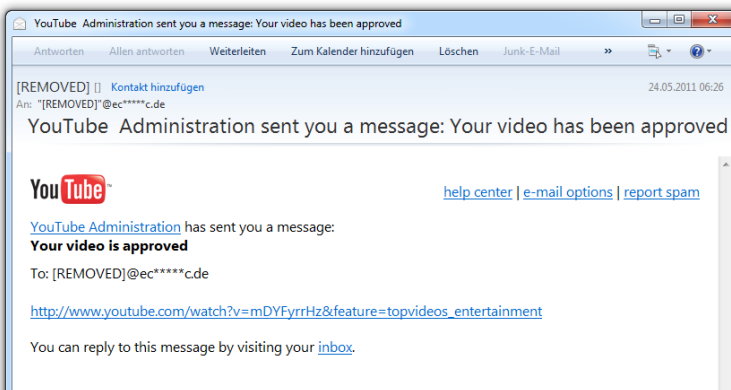 YouTube  Administration sent you a message: Your video has been approved
Antworten Allen antworten Weiterleiten Zum Kalender hinzufügen Löschen Junk-E-Mail »
[REMOVED] [] Kontakt hinzufügen 24.05.2011 06:26
An: "[REMOVED]"@ec*****c.de
YouTube  Administration sent you a message: Your video has been approved
You Tube ™ help center | e-mail options | report spam
YouTube Administration has sent you a message:
Your video is approved
To: [REMOVED]@ec*****c.de
http://www.youtube.com/watch?v=mDYFyrrHz&feature=topvideos_entertainment
You can reply to this message by visiting your inbox.